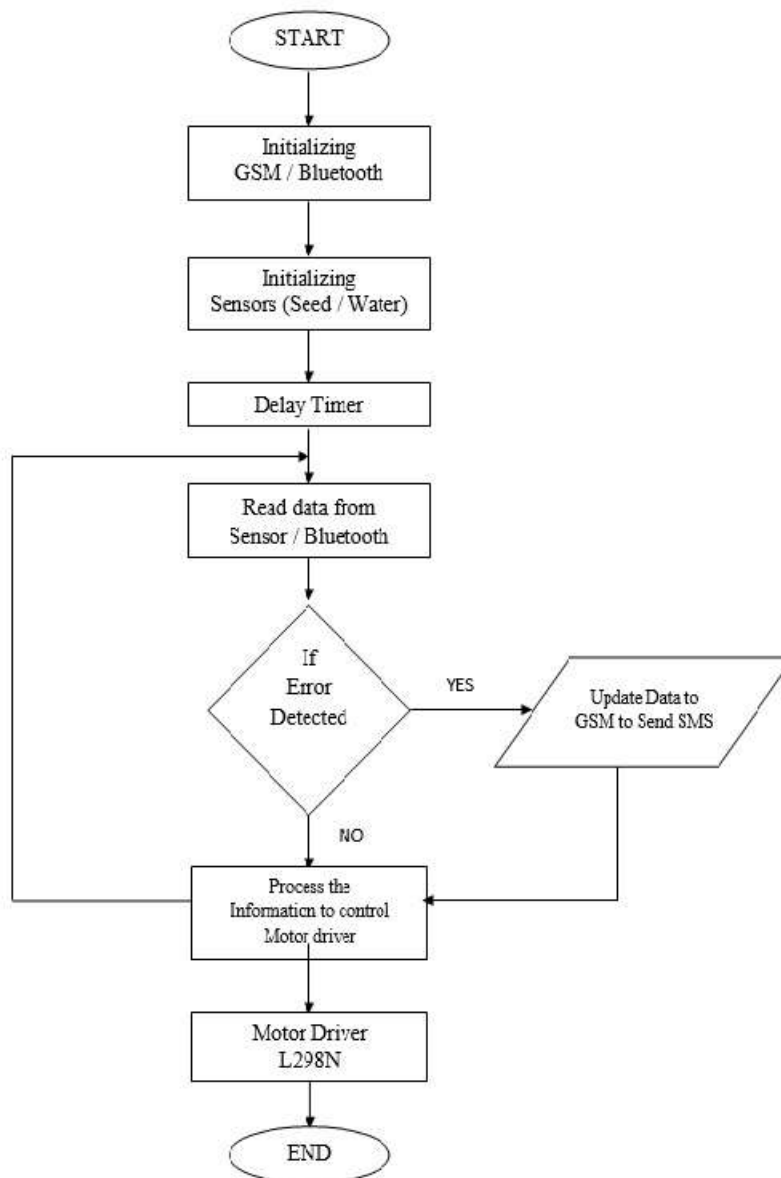 START
Initializing
GSM / Bluetooth
Initializing
Sensors (Seed / Water)
Delay Timer
Read data from
Sensor / Bluetooth
If
Error
Detected
YES
Update Data to
GSM to Send SMS
NO
Process the
Information to control
Motor driver
Motor Driver
L298N
END